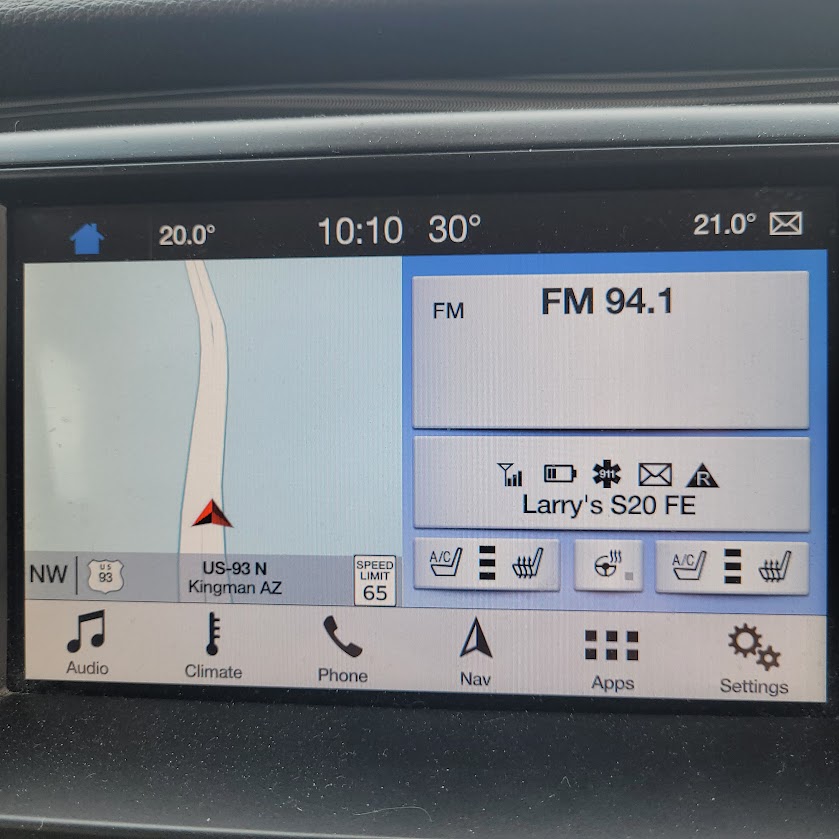 20.0°
10:10 30°
21.0°
FM
FM 94.1
911
R
Larry's S20 FE
A/C
A/C
NW
US
93
US-93 N
Kingman AZ
SPEED
LIMIT
65
Audio
Climate
Phone
Nav
Apps
Settings